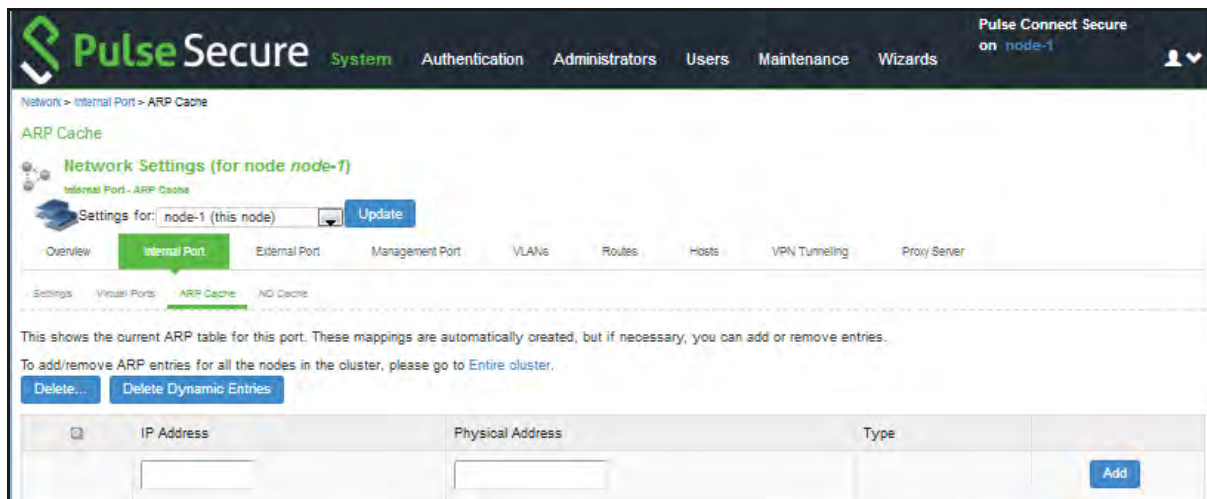 Pulse Secure System Authentication Administrators Users Maintenance Wizards
Pulse Connect Secure
on node-1
Network > Internal Port > ARP Cache
ARP Cache
Network Settings (for node node-1)
Internal Port - ARP Cache
Settings for: node-1 (this node) Update
Overview Internal Port External Port Management Port VLANs Routes Hosts VPN Tunneling Proxy Server
Settings Virtual Ports ARP Cache ND Cache
This shows the current ARP table for this port. These mappings are automatically created, but if necessary, you can add or remove entries.
To add/remove ARP entries for all the nodes in the cluster, please go to Entire cluster.
Delete... Delete Dynamic Entries
IP Address Physical Address Type
Add